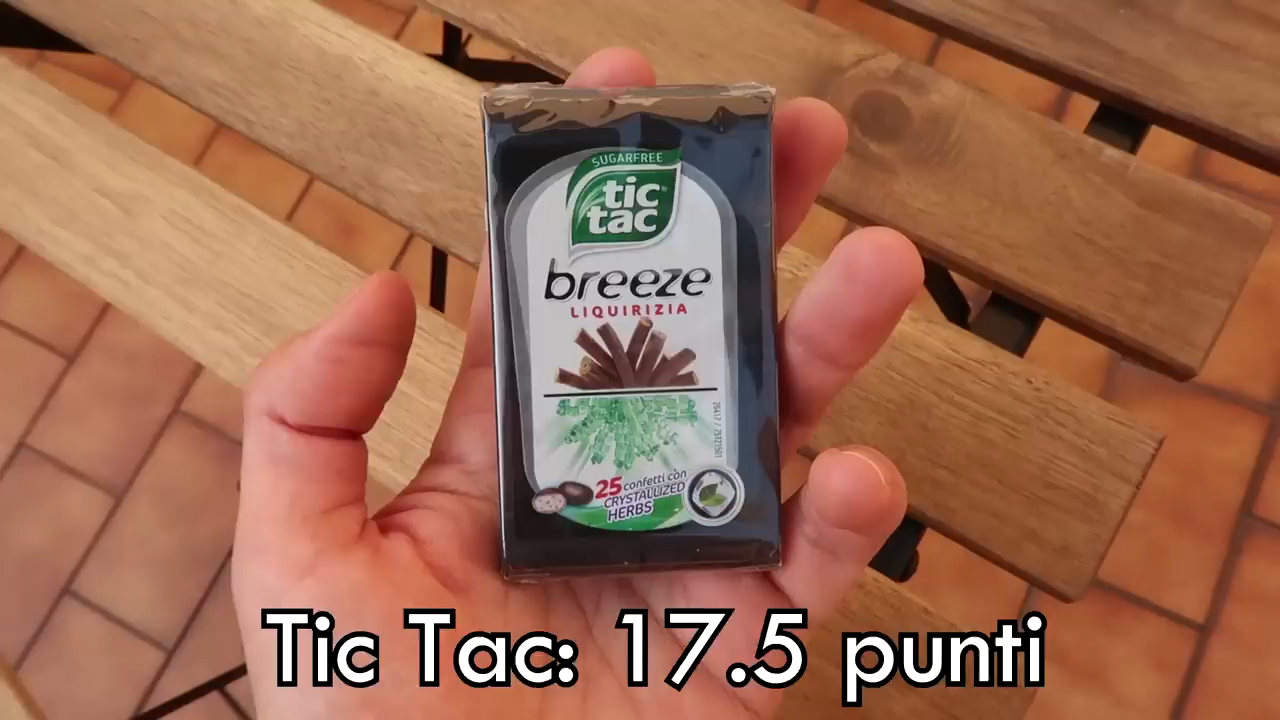 SUGARFREE
tic
tac
breeze
LIQUIRIZIA
25 confetti con
CRYSTALLIZED
HERBS
Tic Tac: 17.5 punti